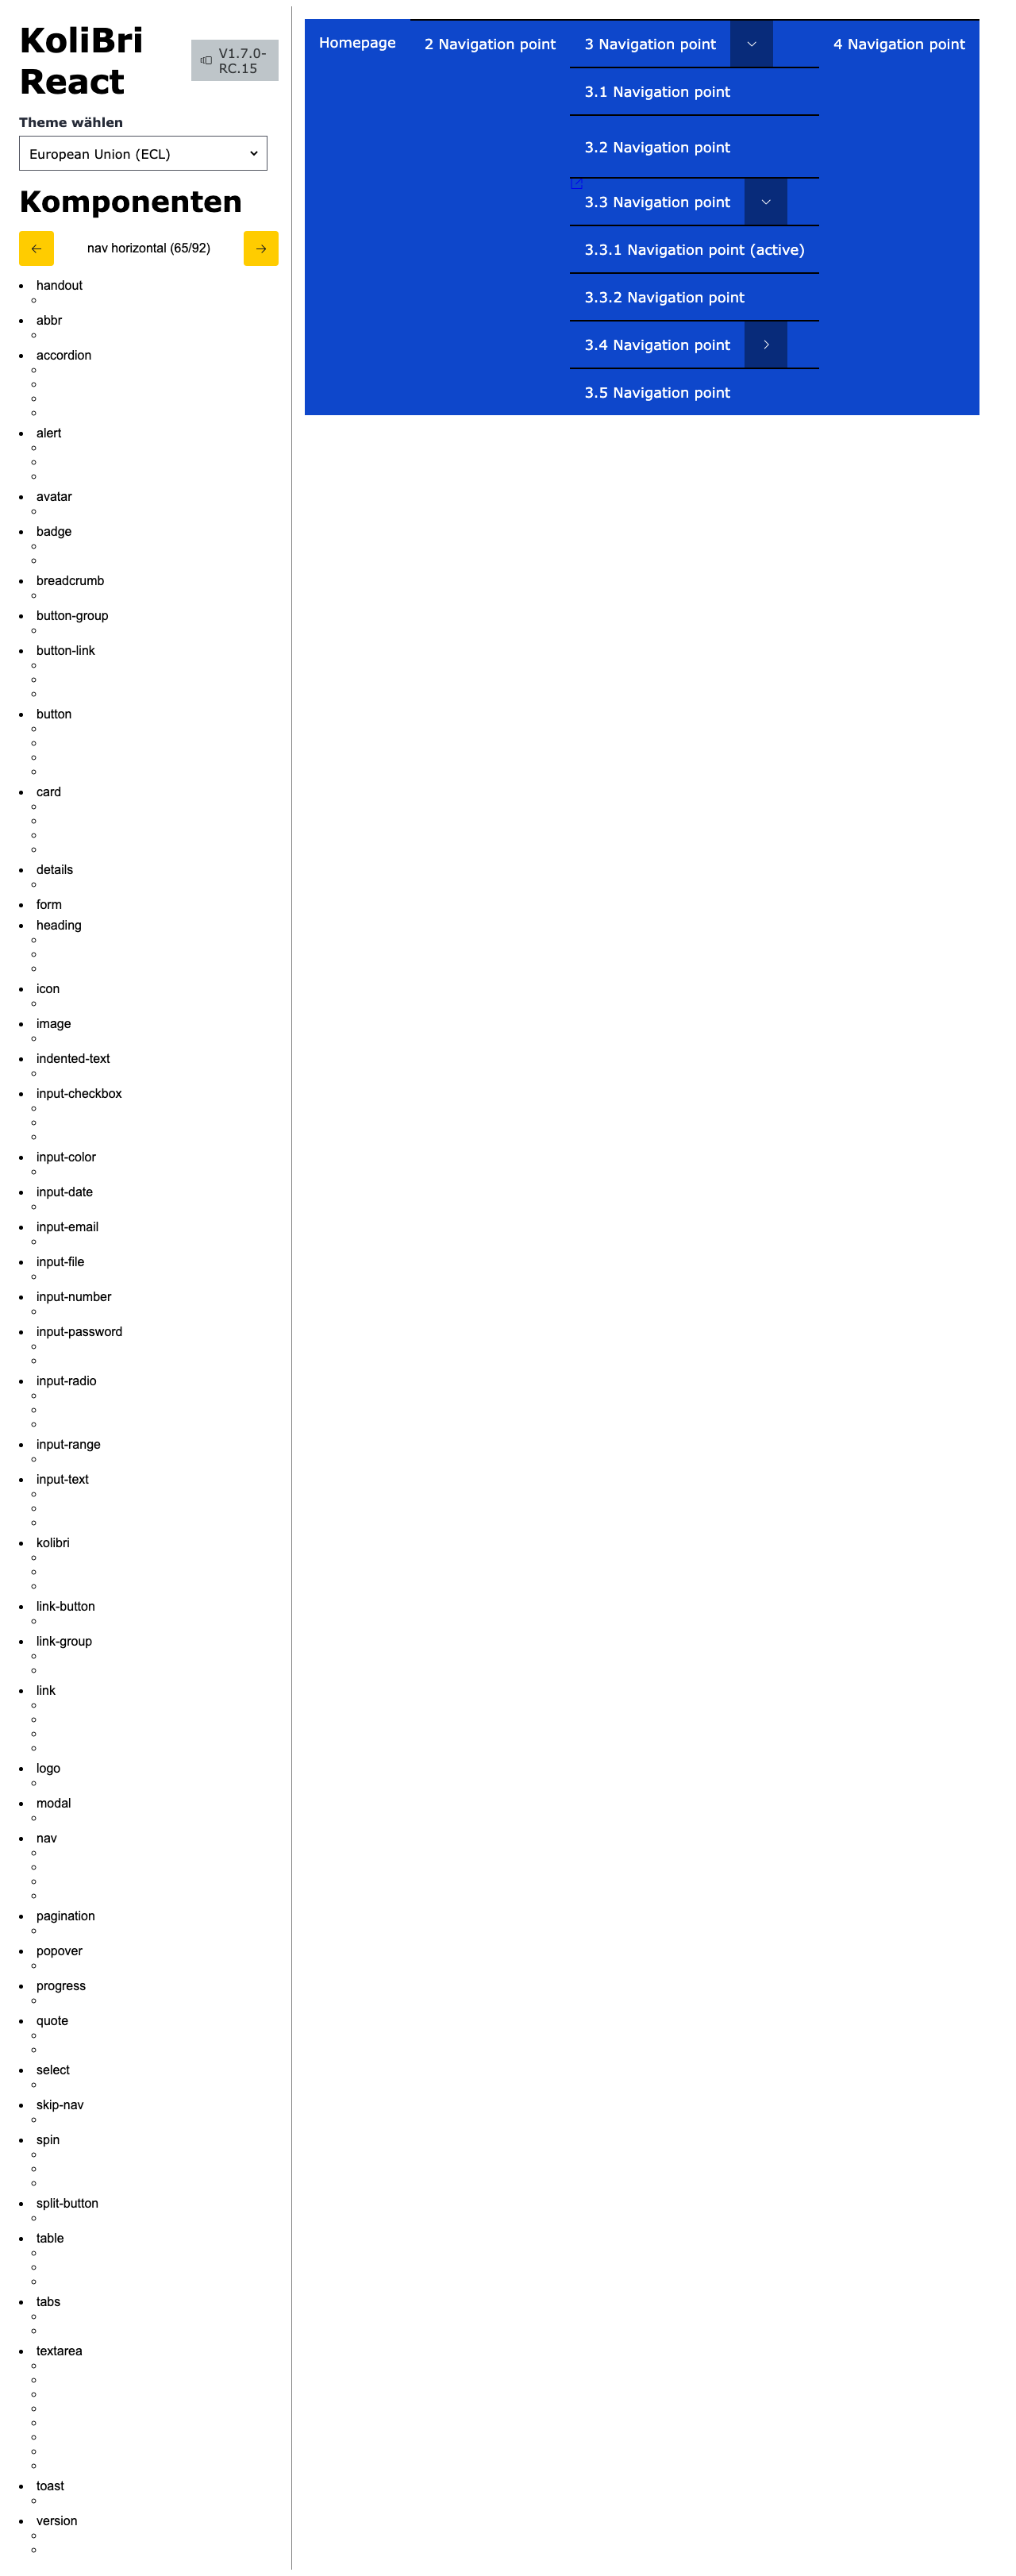 KoliBri
React
V1.7.0-
RC.15
Theme wählen
European Union (ECL)
Komponenten
nav horizontal (65/92)
handout
abbr
accordion
alert
avatar
badge
breadcrumb
button-group
button-link
button
card
details
form
heading
icon
image
indented-text
input-checkbox
input-color
input-date
input-email
input-file
input-number
input-password
input-radio
input-range
input-text
kolibri
link-button
link-group
link
logo
modal
nav
pagination
popover
progress
quote
select
skip-nav
spin
split-button
table
tabs
textarea
toast
version
Homepage
2 Navigation point
3 Navigation point
3.1 Navigation point
3.2 Navigation point
3.3 Navigation point
3.3.1 Navigation point (active)
3.3.2 Navigation point
3.4 Navigation point
3.5 Navigation point
4 Navigation point